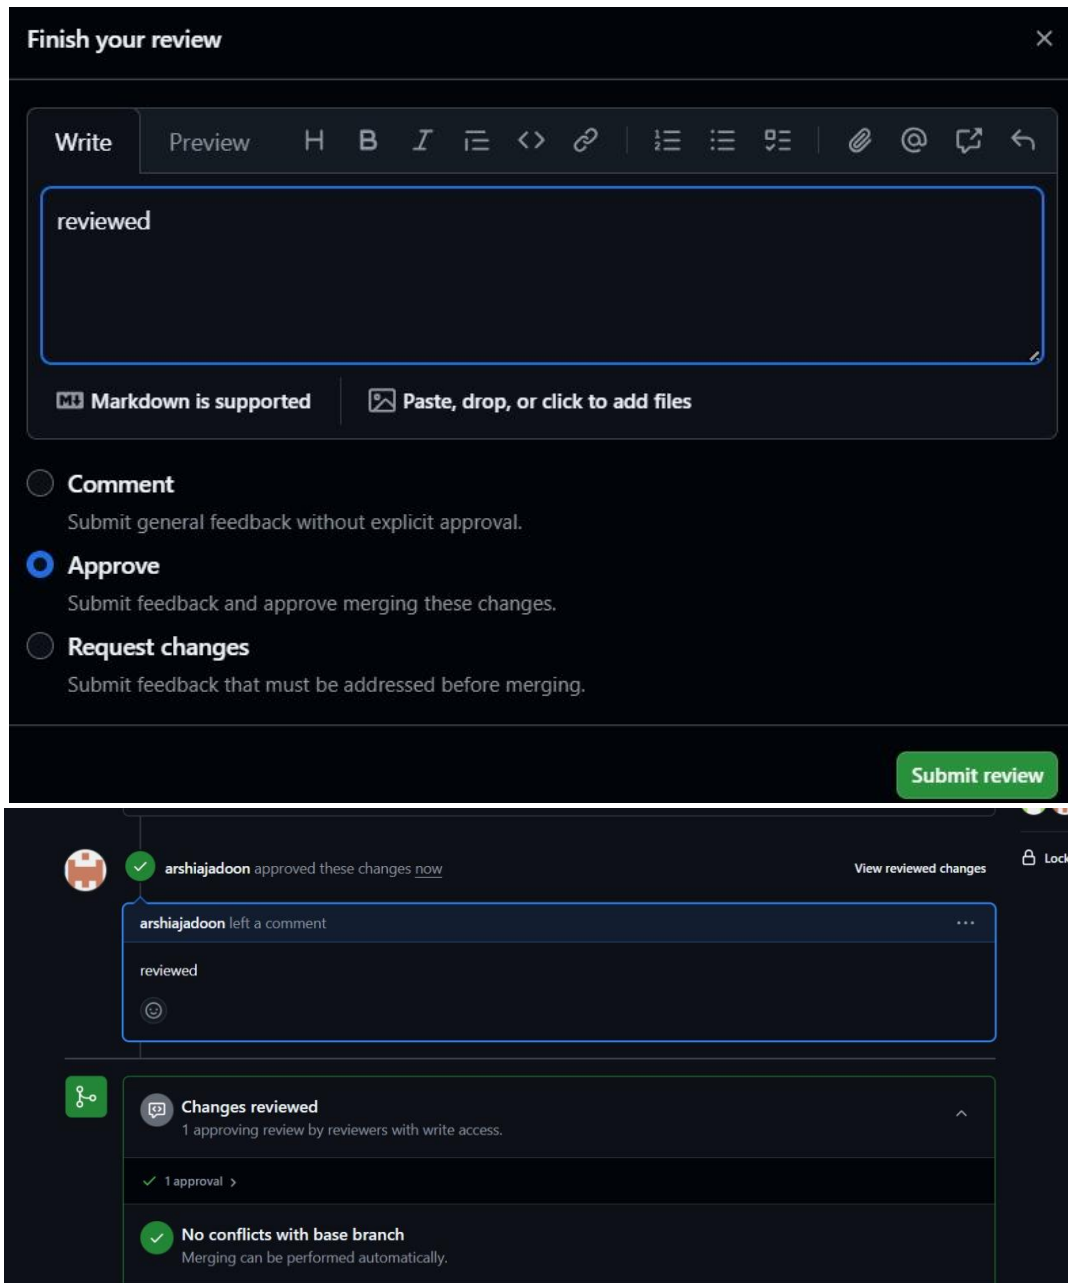 Finish your review
Write Preview
reviewed
Markdown is supported Paste, drop, or click to add files
Comment
Submit general feedback without explicit approval.
Approve
Submit feedback and approve merging these changes.
Request changes
Submit feedback that must be addressed before merging.
Submit review
arshiajadoon approved these changes now View reviewed changes Lock
arshiajadoon left a comment
reviewed
Changes reviewed
1 approving review by reviewers with write access.
1 approval
No conflicts with base branch
Merging can be performed automatically.